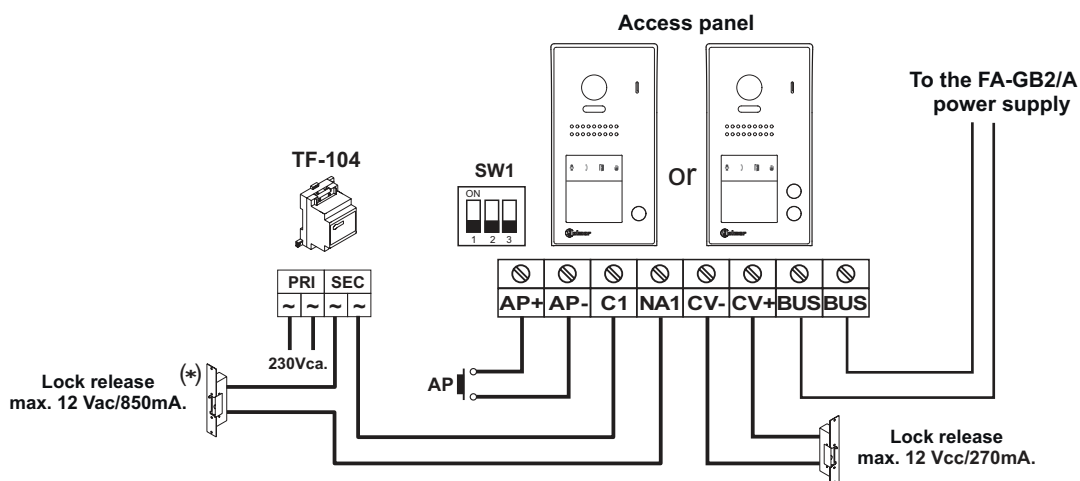 Access panel
To the FA-GB2/A
power supply
TF-104
SW1
ON
1 2 3
or
PRI SEC
~ ~ ~ ~
AP+ AP- C1 NA1 CV- CV+ BUS BUS
230Vca.
(*)
Lock release
max. 12 Vac/850mA.
AP
Lock release
max. 12 Vcc/270mA.